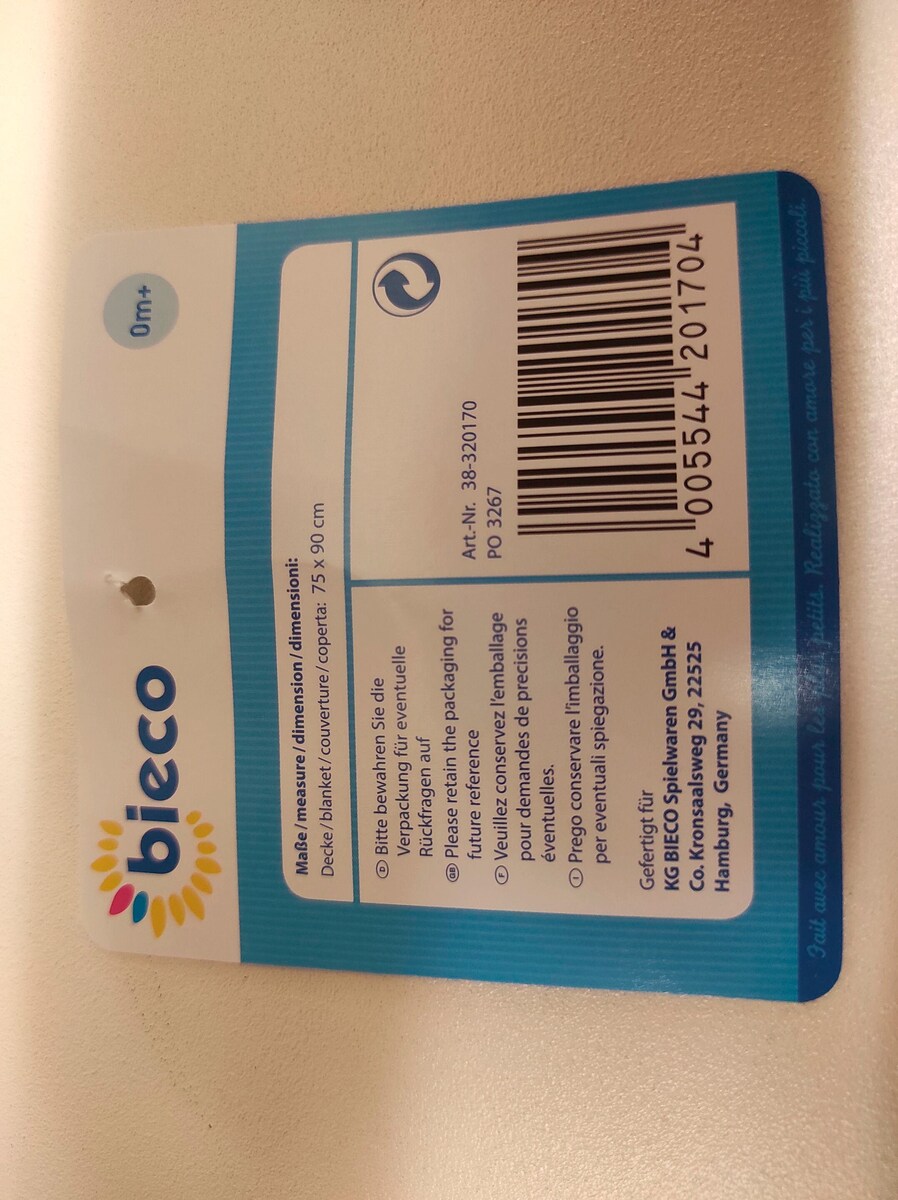 bieco
0m+
Maße/measure/dimension/dimensioni:
Decke/blanket/couverture/coperta: 75 x 90 cm
D Bitte bewahren Sie die
Verpackung für eventuelle
Rückfragen auf
GB Please retain the packaging for
future reference
F Veuillez conservez l'emballage
pour demandes de precisions
éventuelles.
I Prego conservare l'imballaggio
per eventuali spiegazione.
Gefertigt für
KG BIECO Spielwaren GmbH &
Co. Kronsaalsweg 29, 22525
Hamburg, Germany
Art.-Nr. 38-320170
PO 3267
4 005544 201704
Fait avec amour pour les plus petits. Realizzato con amore per i più piccoli.